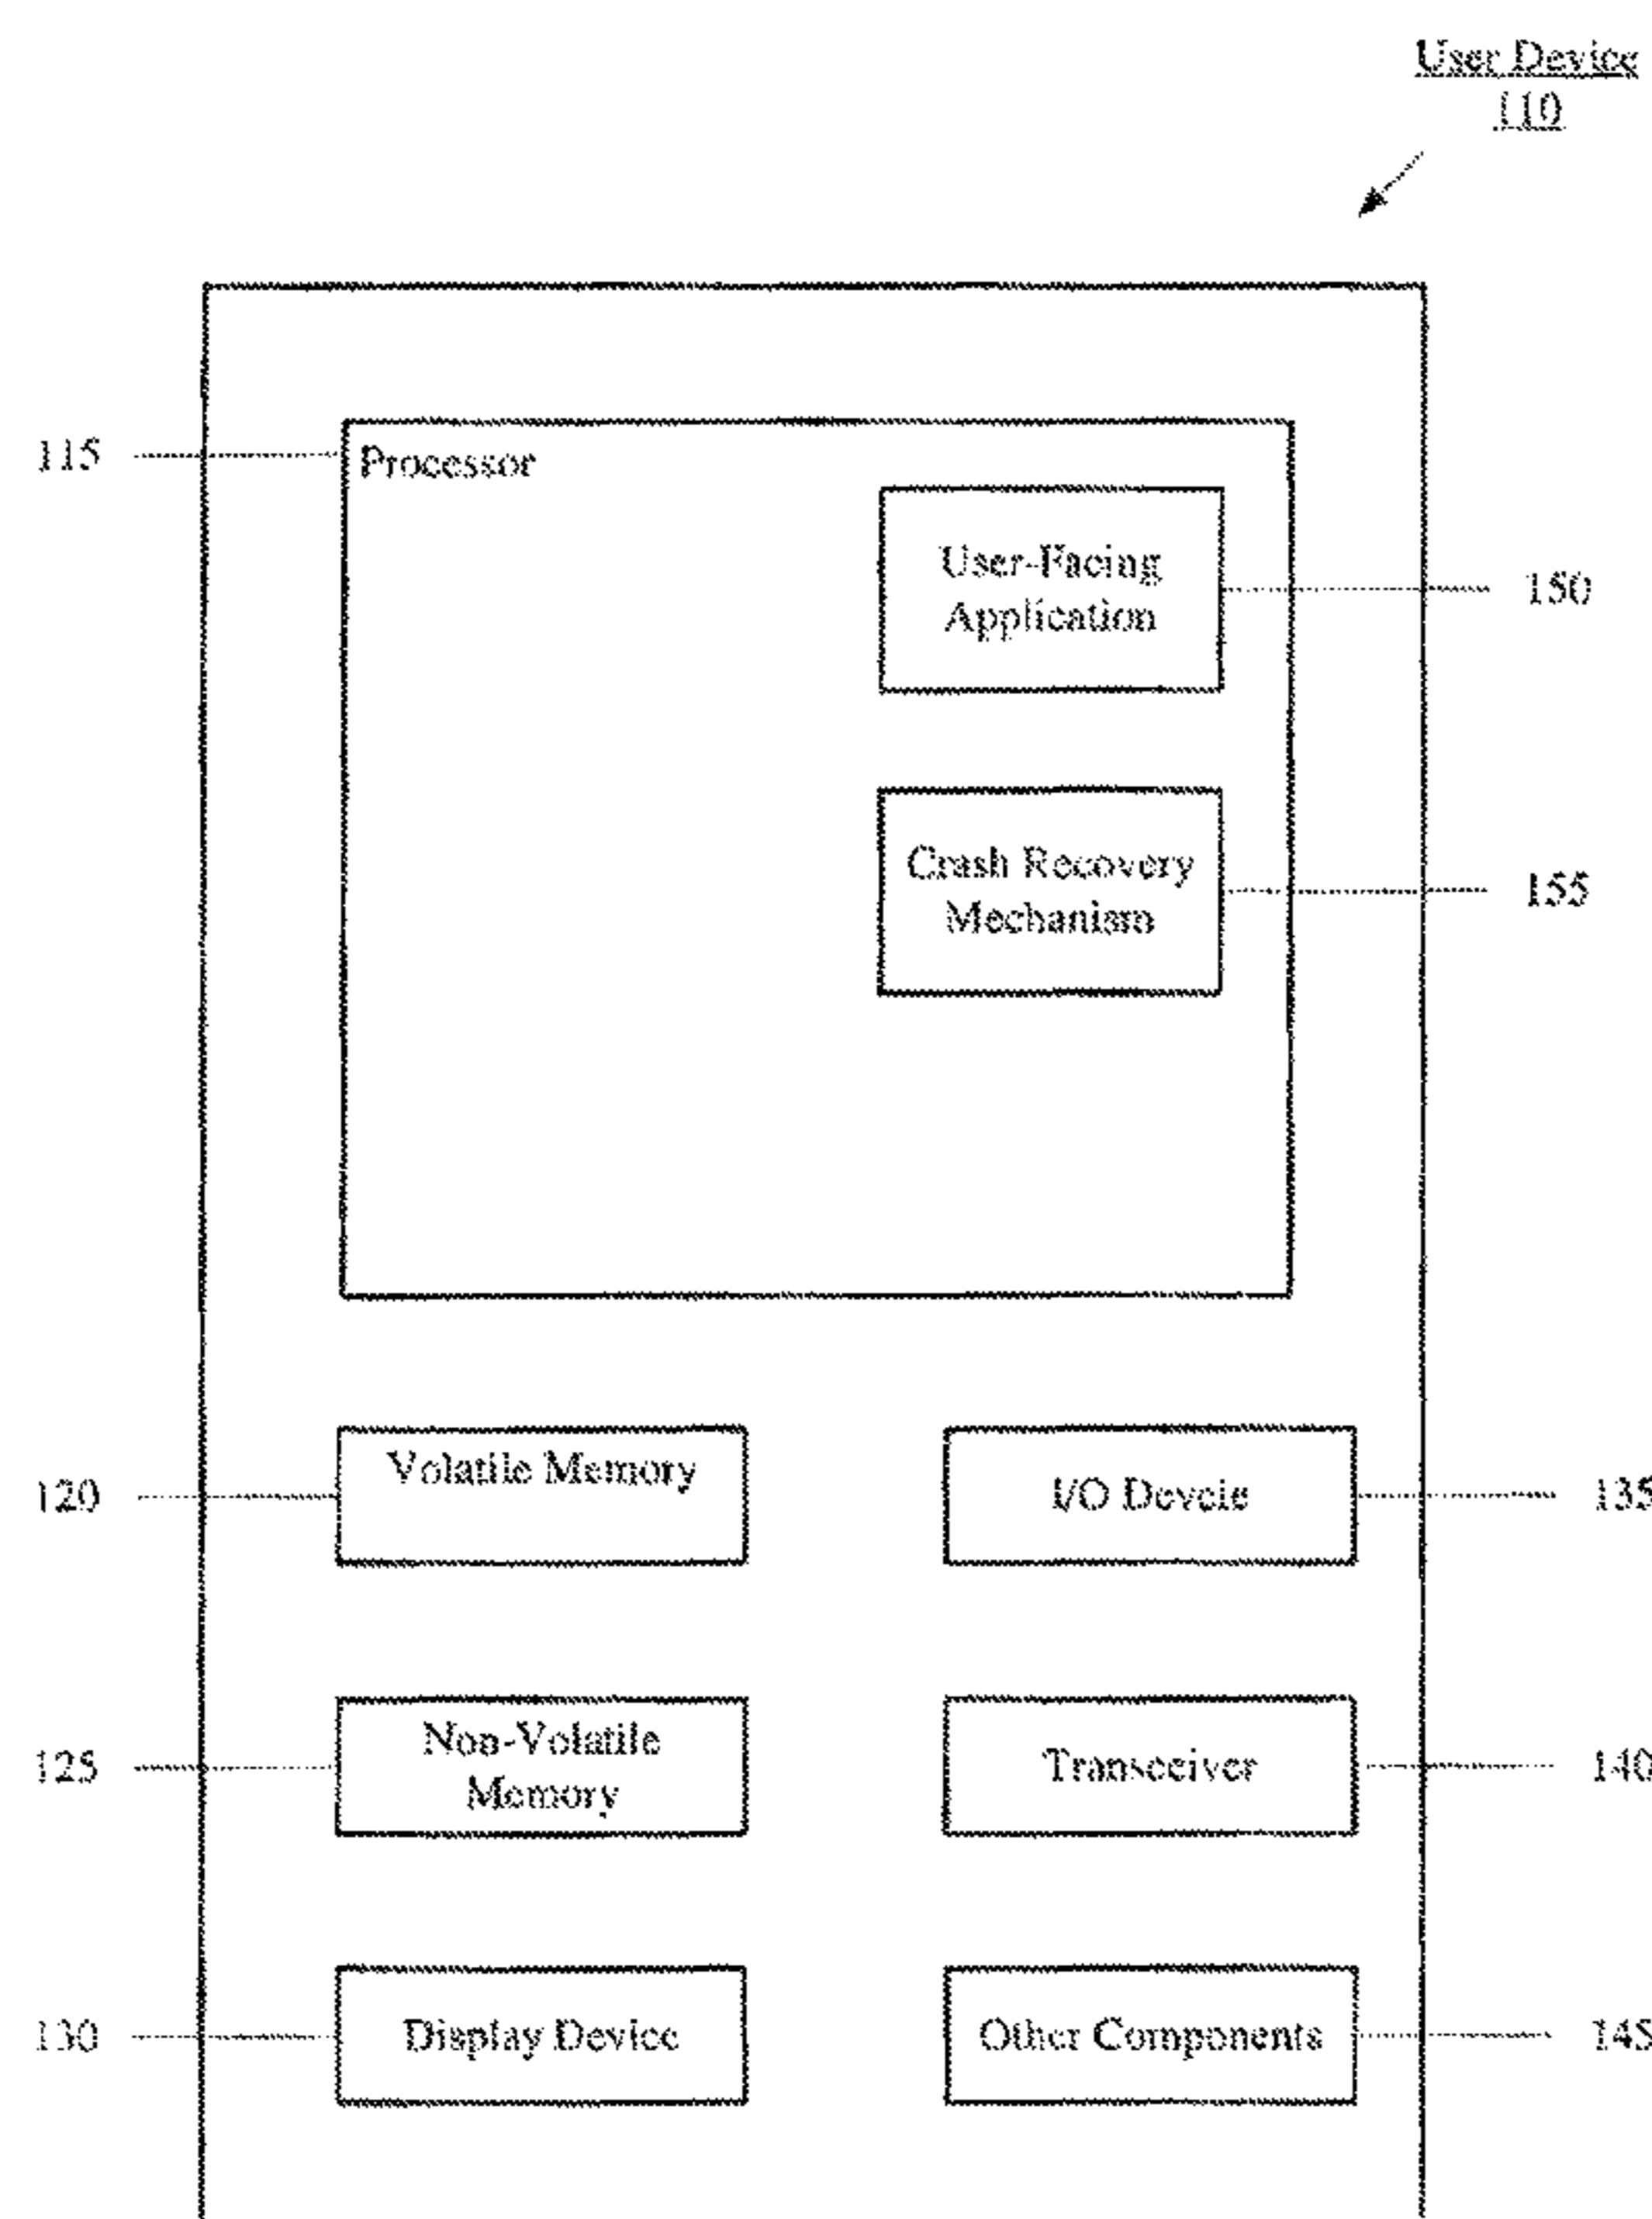 User Device
110
115
Processor
User-Facing
Application
150
Crash Recovery
Mechanism
155
120
Volatile Memory
I/O Devcie
135
125
Non-Volatile
Memory
Transceiver
140
130
Display Device
Other Components
145